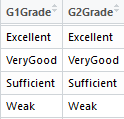 G1Grade G2Grade
Excellent Excellent
VeryGood VeryGood
Sufficient Sufficient
Weak Weak